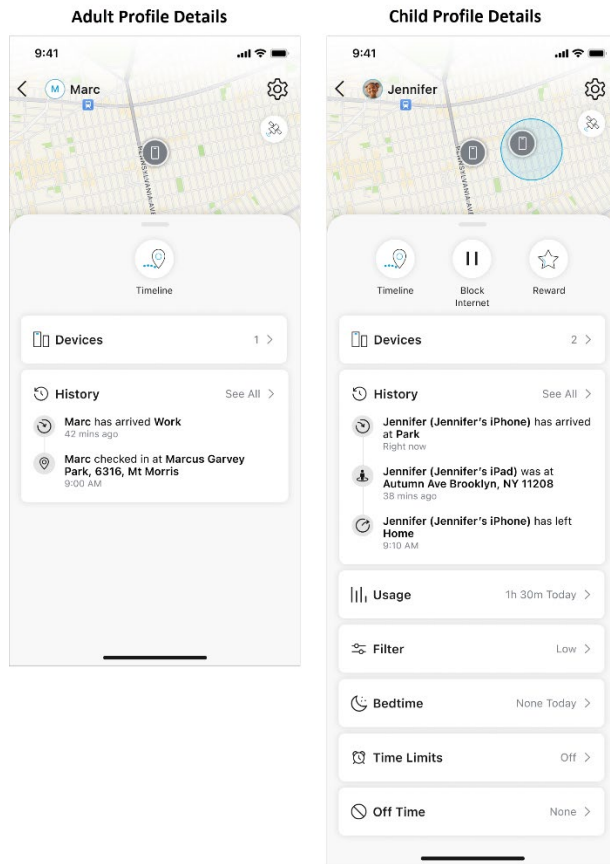 Adult Profile Details
9:41
M Marc
PENNSYLVANIA AVE
Timeline
Devices 1
History See All
Marc has arrived Work
42 mins ago
Marc checked in at Marcus Garvey
Park, 6316, Mt Morris
9:00 AM
Child Profile Details
9:41
Jennifer
PENNSYLVANIA AVE
Timeline
Block
Internet
Reward
Devices 2
History See All
Jennifer (Jennifer's iPhone) has arrived
at Park
Right now
Jennifer (Jennifer's iPad) was at
Autumn Ave Brooklyn, NY 11208
38 mins ago
Jennifer (Jennifer's iPhone) has left
Home
9:10 AM
Usage 1h 30m Today
Filter Low
Bedtime None Today
Time Limits Off
Off Time None